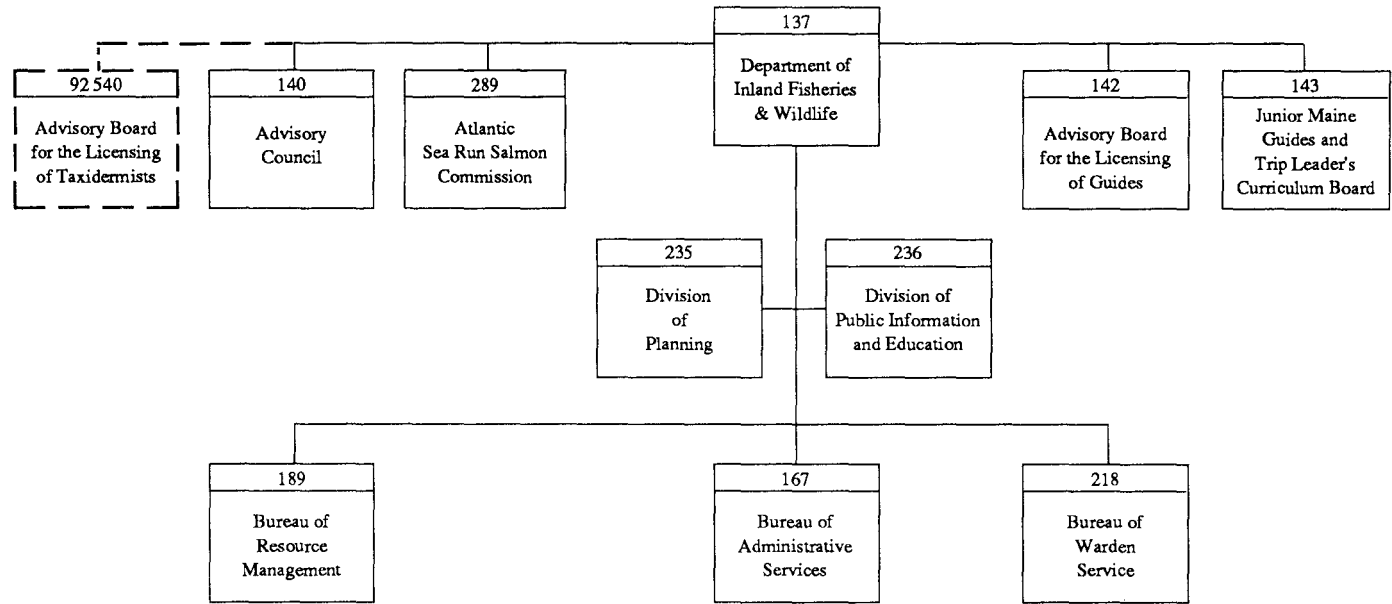 137
Department of
Inland Fisheries
& Wildlife
92 540
Advisory Board
for the Licensing
of Taxidermists
140
Advisory
Council
289
Atlantic
Sea Run Salmon
Commission
142
Advisory Board
for the Licensing
of Guides
143
Junior Maine
Guides and
Trip Leader's
Curriculum Board
235
Division
of
Planning
236
Division of
Public Information
and Education
189
Bureau of
Resource
Management
167
Bureau of
Administrative
Services
218
Bureau of
Warden
Service